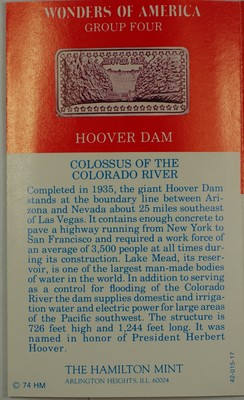 WONDERS OF AMERICA
GROUP FOUR
HOOVER DAM
HOOVER DAM
COLOSSUS OF THE
COLORADO RIVER
Completed in 1935, the giant Hoover Dam
stands at the boundary line between Ari-
zona and Nevada about 25 miles southeast
of Las Vegas. It contains enough concrete to
pave a highway running from New York to
San Francisco and required a work force of
an average of 3,500 people at all times dur-
ing its construction. Lake Mead, its reser-
voir, is one of the largest man-made bodies
of water in the world. In addition to serving
as a control for flooding of the Colorado
River the dam supplies domestic and irriga-
tion water and electric power for large areas
of the Pacific southwest. The structure is
726 feet high and 1,244 feet long. It was
named in honor of President Herbert
Hoover.
THE HAMILTON MINT
ARLINGTON HEIGHTS, ILL. 60004
© 74 HM
42-015-17